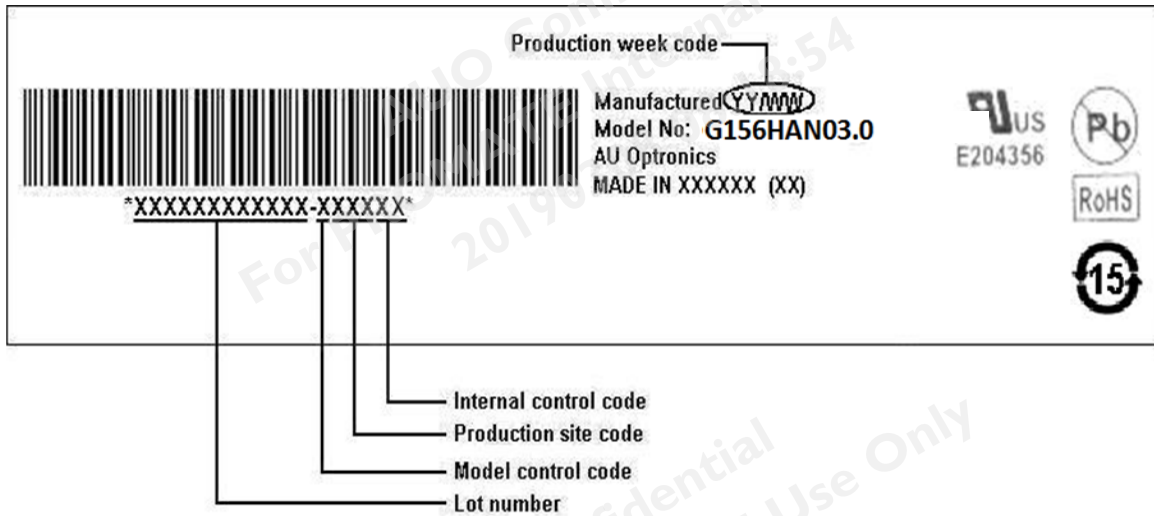 Production week code
Manufactured YY/WW
Model No: G156HAN03.0
AU Optronics
MADE IN XXXXXX (XX)
US
E204356
Pb
RoHS
15
*XXXXXXXXXXXX-XXXXXX*
Internal control code
Production site code
Model control code
Lot number